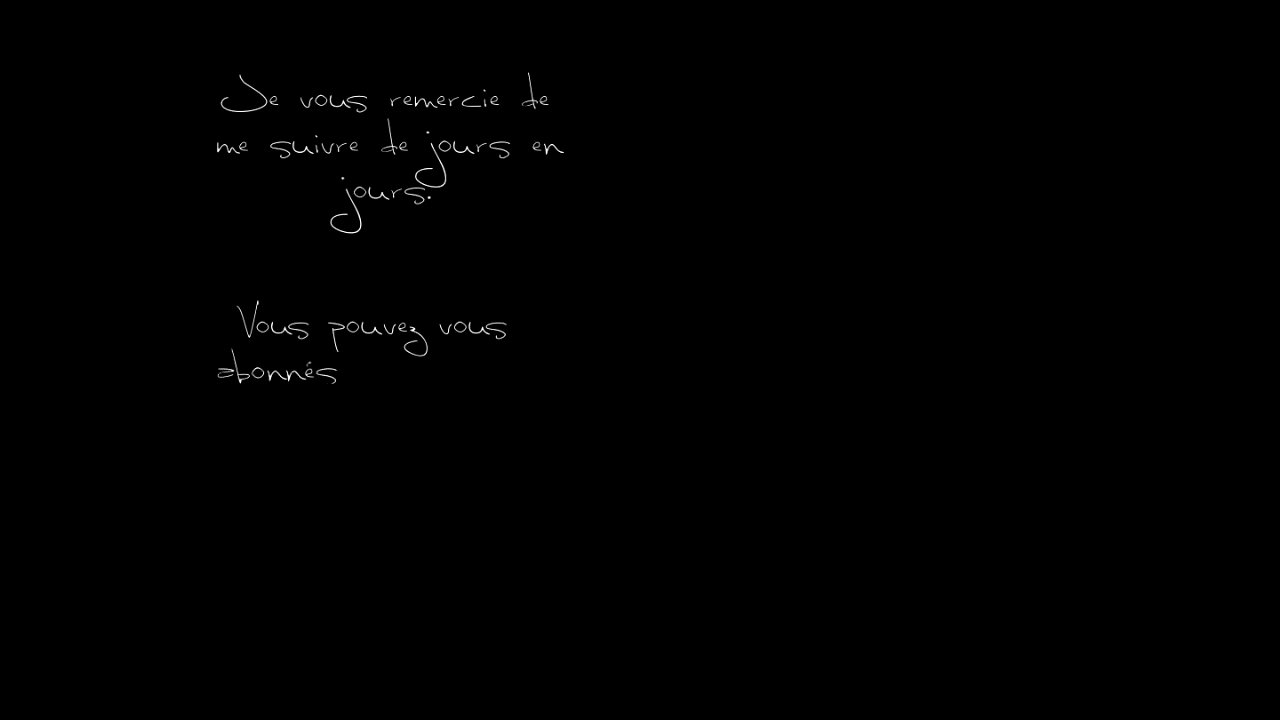 Je vous remercie de
me suivre de jours en
jours.
Vous pouvez vous
abonnés